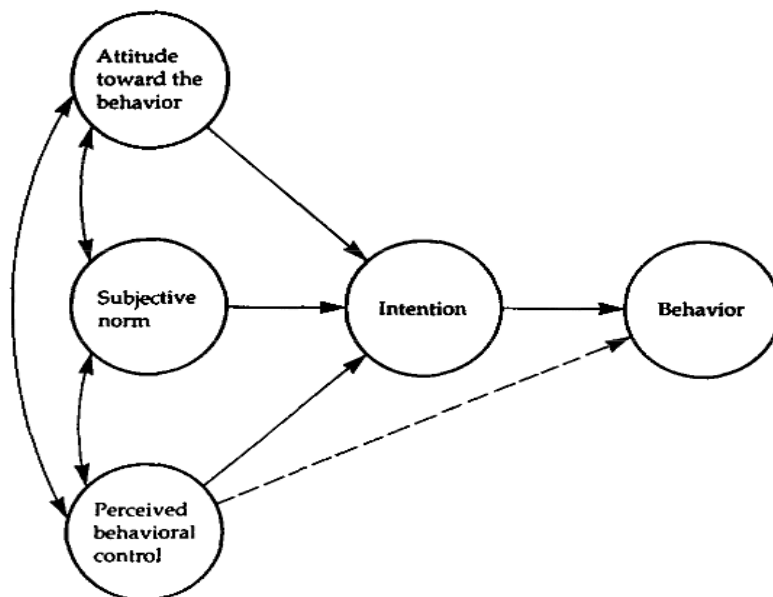 Attitude
toward the
behavior
Subjective
norm
Intention
Behavior
Perceived
behavioral
control